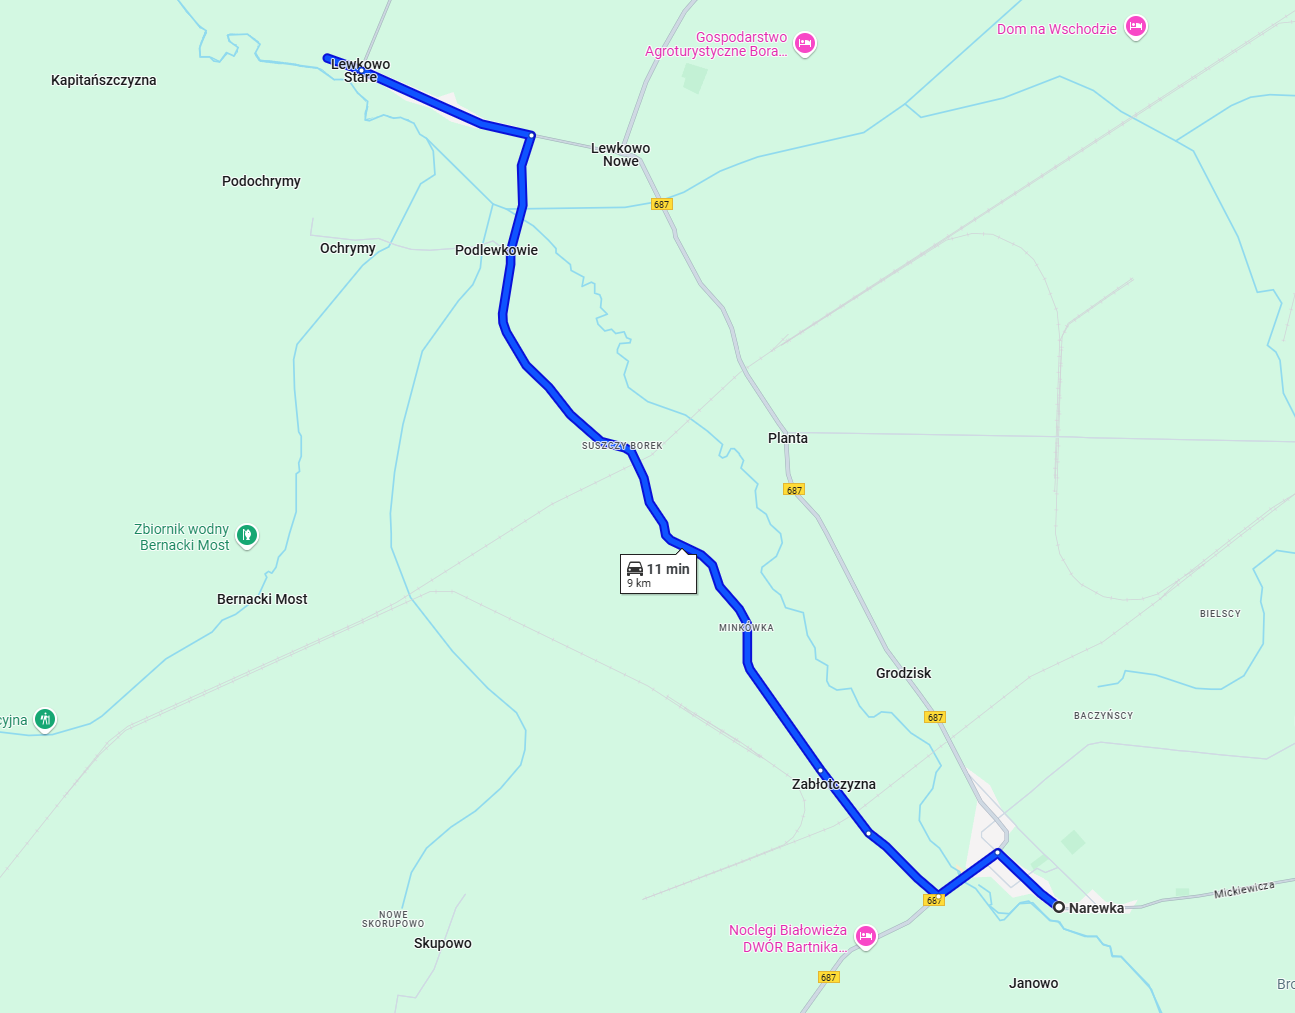 Dom na Wschodzie
Gospodarstwo
Agroturystyczne Bora...
Lewkowo
Stare
Kapitańszczyzna
Lewkowo
Nowe
Podochrymy
687
Ochrymy
Podlewkowie
Planta
SUSZCZY BOREK
687
Zbiornik wodny
Bernacki Most
11 min
9 km
Bernacki Most
BIELSCY
MINKÓWKA
Grodzisk
cyjna
687
BACZYŃSCY
Zabłotczyzna
Mickiewicza
687
Narewka
NOWE
SKORUPOWO
Skupowo
Noclegi Białowieża
DWÓR Bartnika...
687
Janowo
Bro